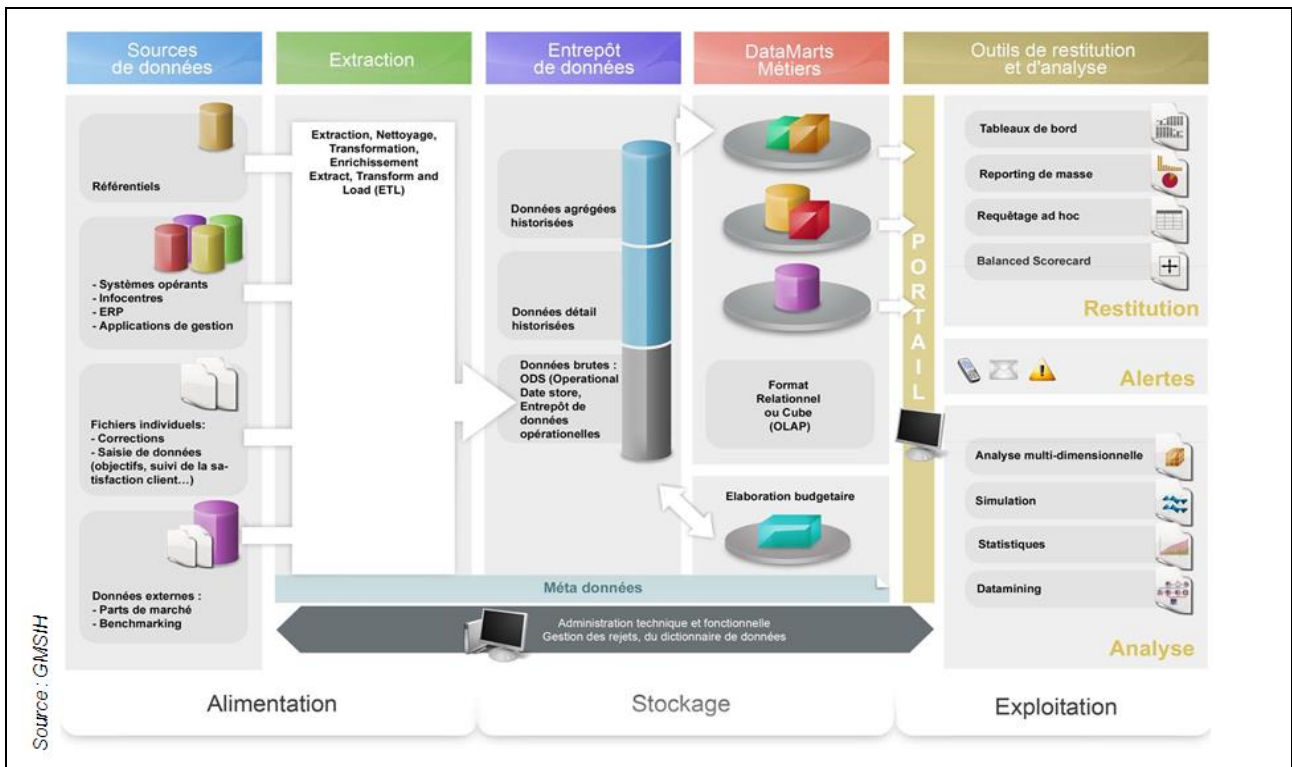 Sources
de données
Extraction
Entrepôt
de données
DataMarts
Métiers
Outils de restitution
et d'analyse
Référentiels
- Systèmes opérants
- Infocentres
- ERP
- Applications de gestion
Fichiers individuels:
- Corrections
- Saisie de données
(objectifs, suivi de la sa-
tisfaction client...)
Données externes :
- Parts de marché
- Benchmarking
Extraction, Nettoyage,
Transformation,
Enrichissement
Extract, Transform and
Load (ETL)
Données agrégées
historisées
Données détail
historisées
Données brutes :
ODS (Operational
Date store,
Entrepôt de
données
opérationelles
Format
Relationnel
ou Cube
(OLAP)
Elaboration budgetaire
PORTAIL
Tableaux de bord
Reporting de masse
Requêtage ad hoc
Balanced Scorecard
Restitution
Alertes
Analyse multi-dimensionnelle
Simulation
Statistiques
Datamining
Analyse
Méta données
Administration technique et fonctionnelle
Gestion des rejets, du dictionnaire de données
Alimentation
Stockage
Exploitation
Source : GMSIH